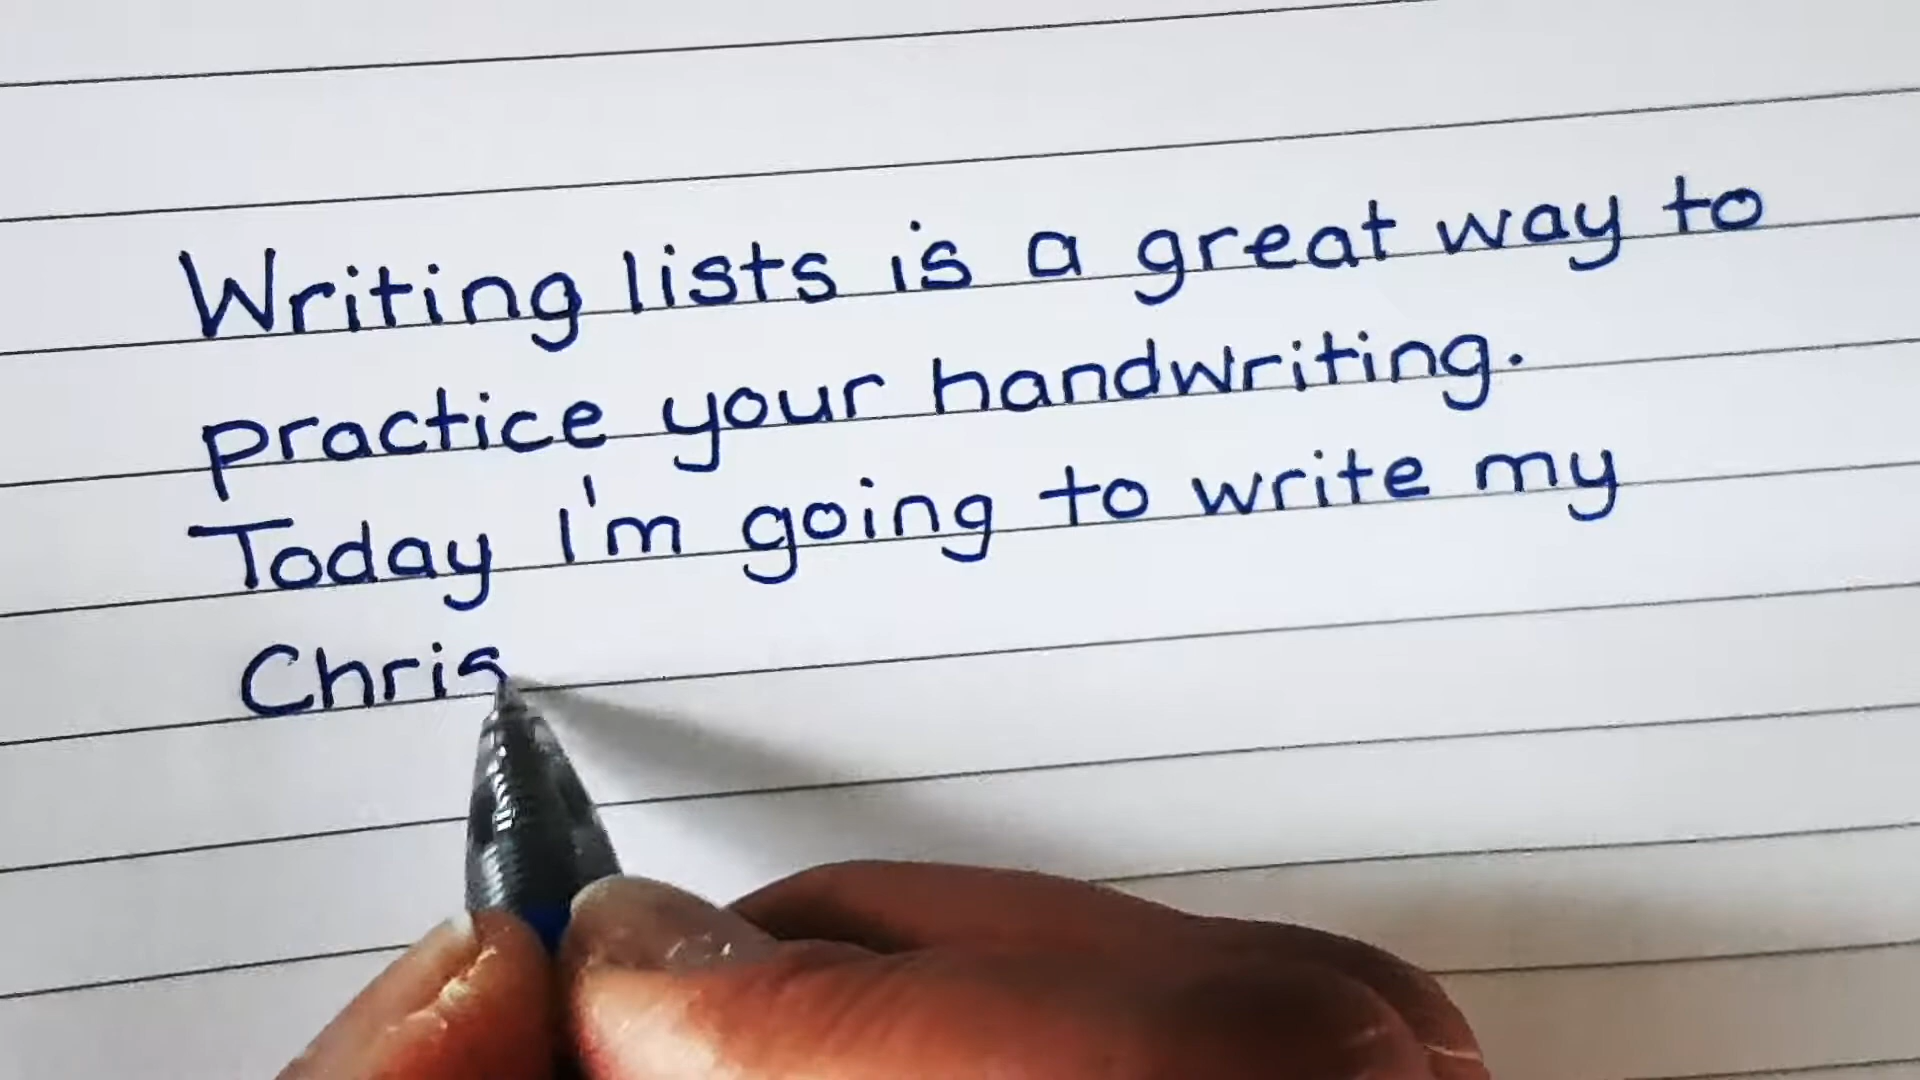 Writing lists is a great way to
practice your handwriting.
Today I'm going to write my
Chris